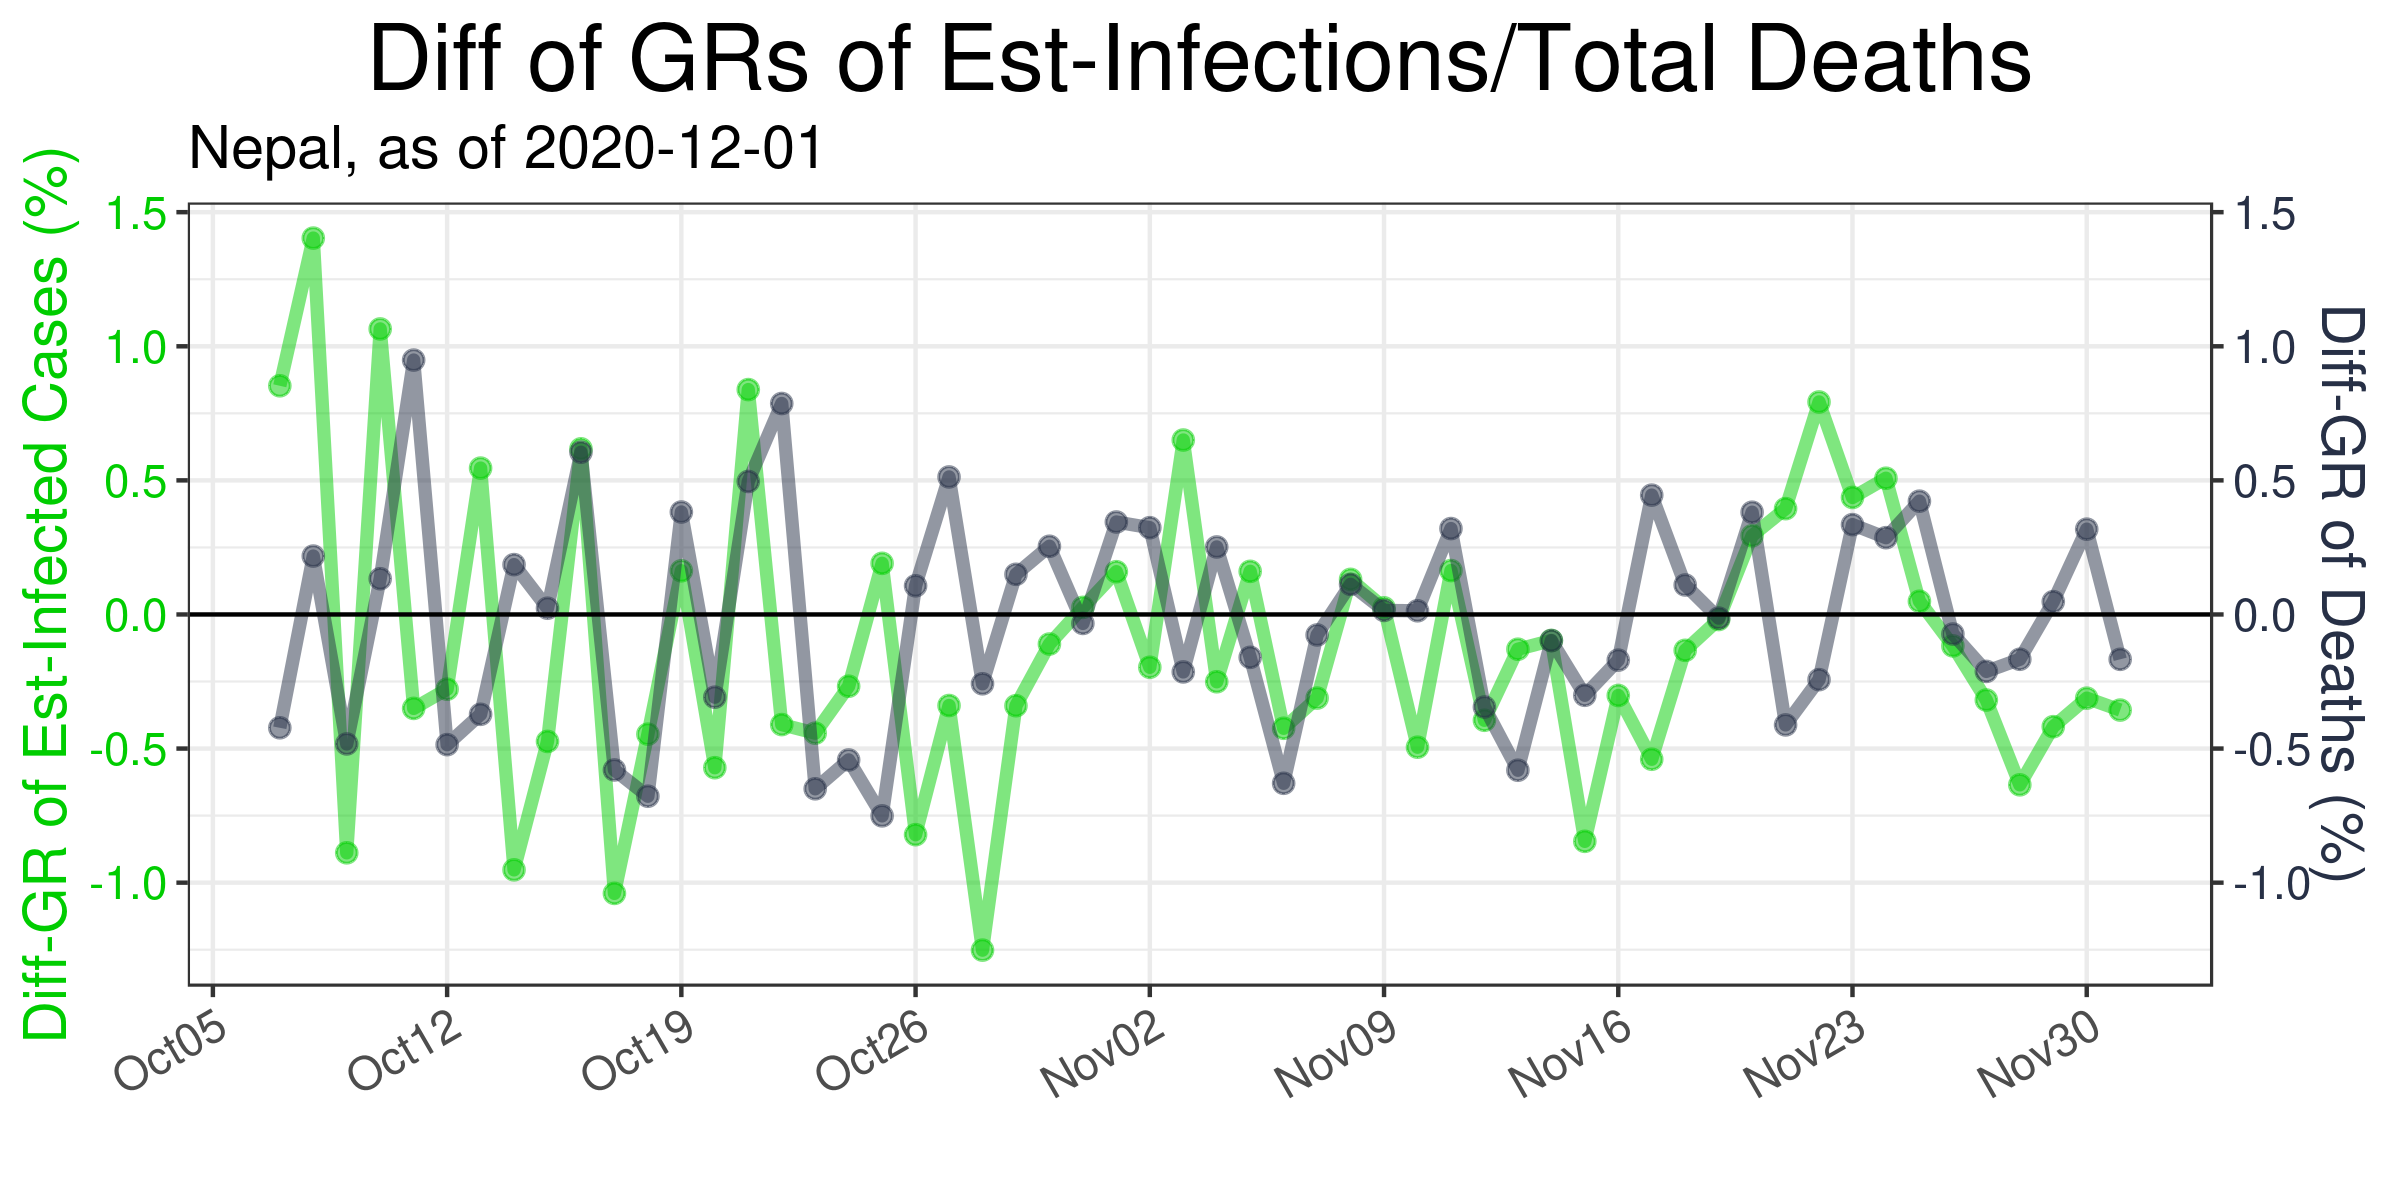 Diff of GRs of Est-Infections/Total Deaths
Nepal, as of 2020-12-01
Diff-GR of Est-Infected Cases (%)
1.5
1.0
0.5
0.0
-0.5
-1.0
1.5
1.0
0.5
0.0
-0.5
-1.0
Diff-GR of Deaths (%)
Oct05
Oct12
Oct19
Oct26
Nov02
Nov09
Nov16
Nov23
Nov30